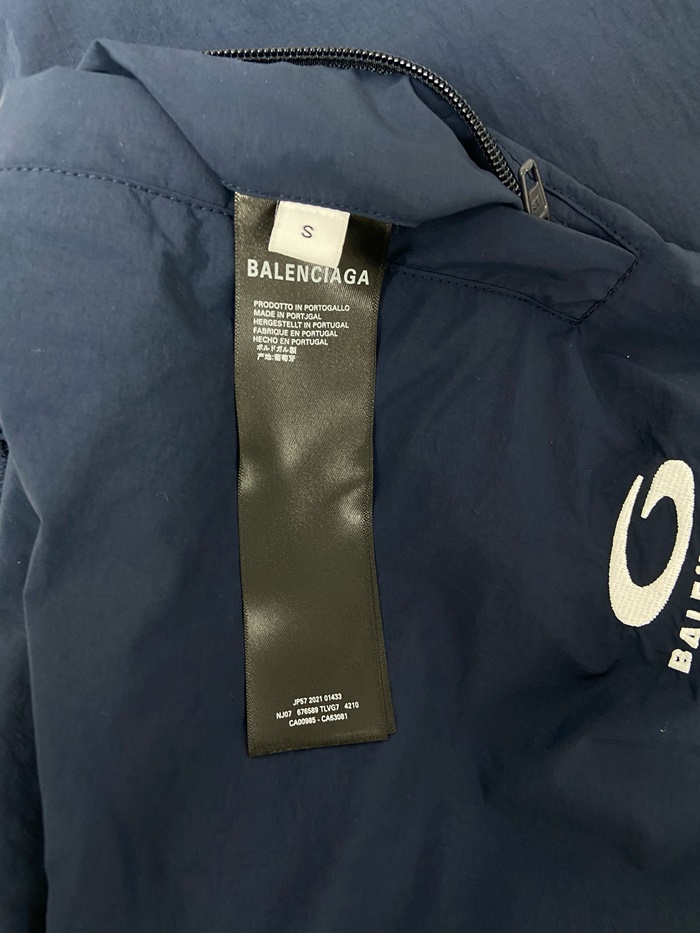 S
BALENCIAGA
PRODOTTO IN PORTOGALLO
MADE IN PORTJGAL
HERGESTELLT IN PORTUGAL
FABRIQUE EN PORTUGAL
HECHO EN PORTUGAL
ポルトガル製
产地:葡萄牙
JP57 2021 01433
NJ07 676589 TLVG7 4210
CA00985 - CA63081